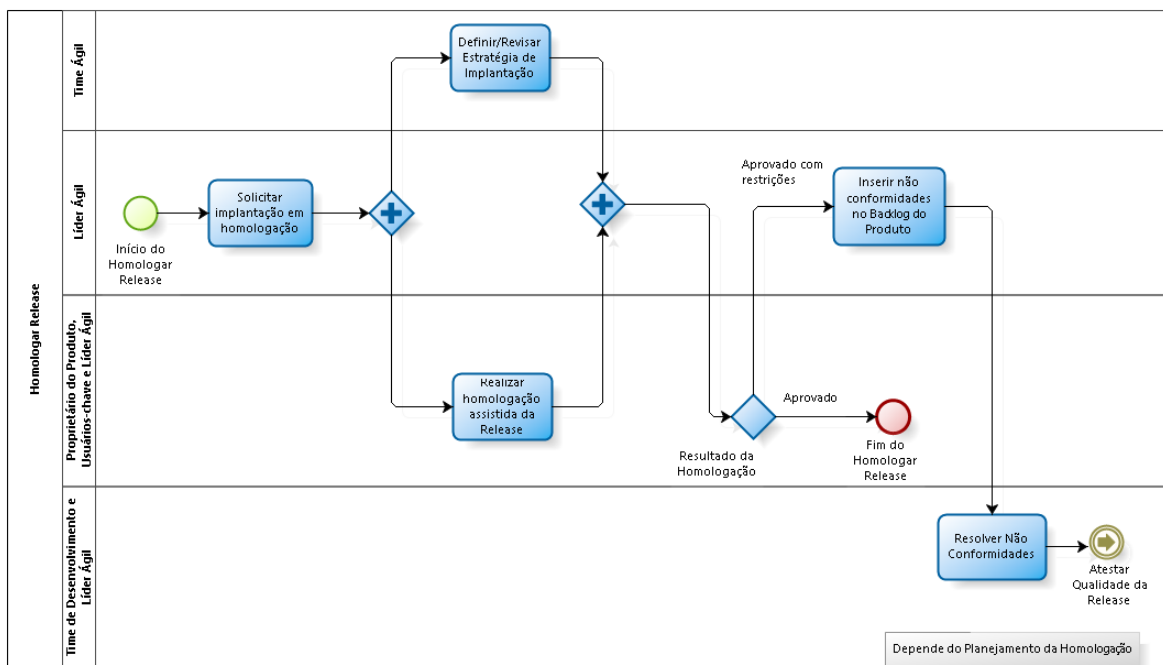 Homologar Release
Time Ágil
Definir/Revisar
Estratégia de
Implantação
Líder Ágil
Início do
Homologar
Release
Solicitar
implantação em
homologação
Aprovado com
restrições
Inserir não
conformidades
no Backlog do
Produto
Proprietário do Produto,
Usuários-chave e Líder Ágil
Realizar
homologação
assistida da
Release
Resultado da
Homologação
Aprovado
Fim do
Homologar
Release
Time de Desenvolvimento e
Líder Ágil
Resolver Não
Conformidades
Atestar
Qualidade da
Release
Depende do Planejamento da Homologação